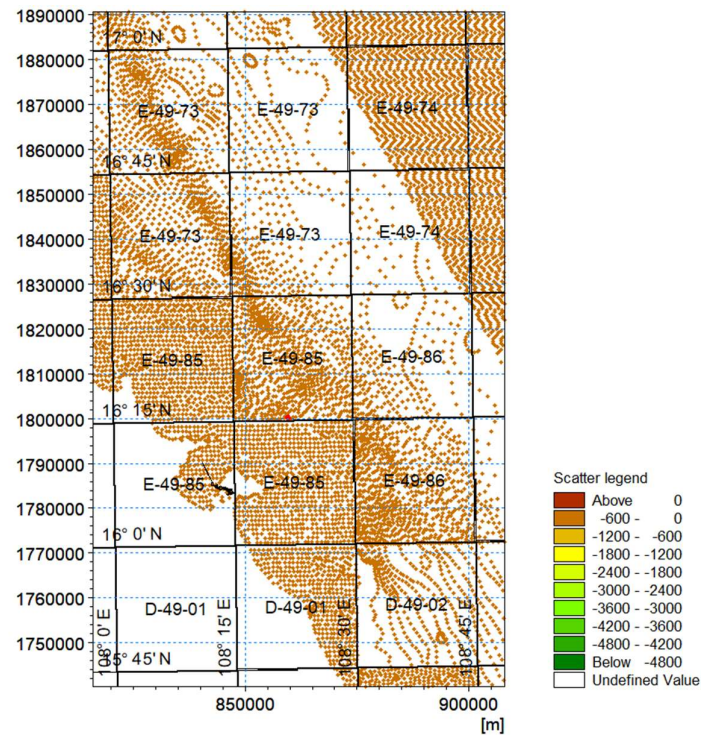 1890000
7° 0' N
1880000
1870000
E-49-73
E-49-73
E-49-74
1860000
16° 45' N
1850000
1840000
E-49-73
E-49-73
E-49-74
1830000
16° 30' N
1820000
E-49-85
E-49-85
E-49-86
1810000
16° 15' N
1800000
1790000
E-49-85
E-49-85
E-49-86
1780000
16° 0' N
1770000
1760000
D-49-01
D-49-01
D-49-02
1750000
15° 45' N
108° 0' E
108° 15' E
108° 30' E
108° 45' E
850000
900000
[m]
Scatter legend
Above 0
-600 - 0
-1200 - -600
-1800 - -1200
-2400 - -1800
-3000 - -2400
-3600 - -3000
-4200 - -3600
-4800 - -4200
Below -4800
Undefined Value